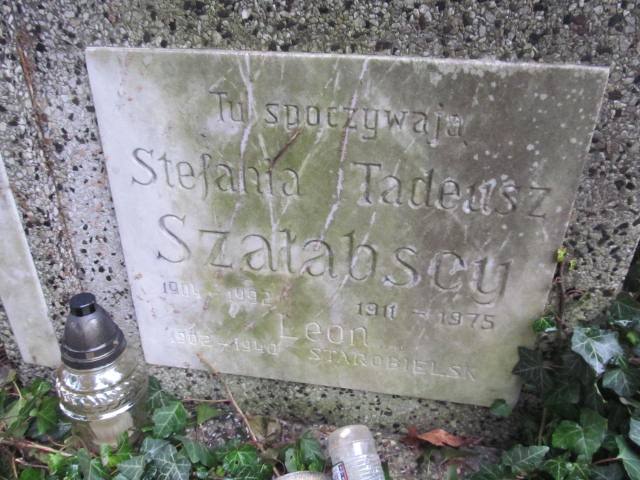 Tu spoczywają
Stefania Tadeusz
Szałabscy
1904 - 1992 1911 - 1975
Leon
1902 - 1940 STAROBIELSK